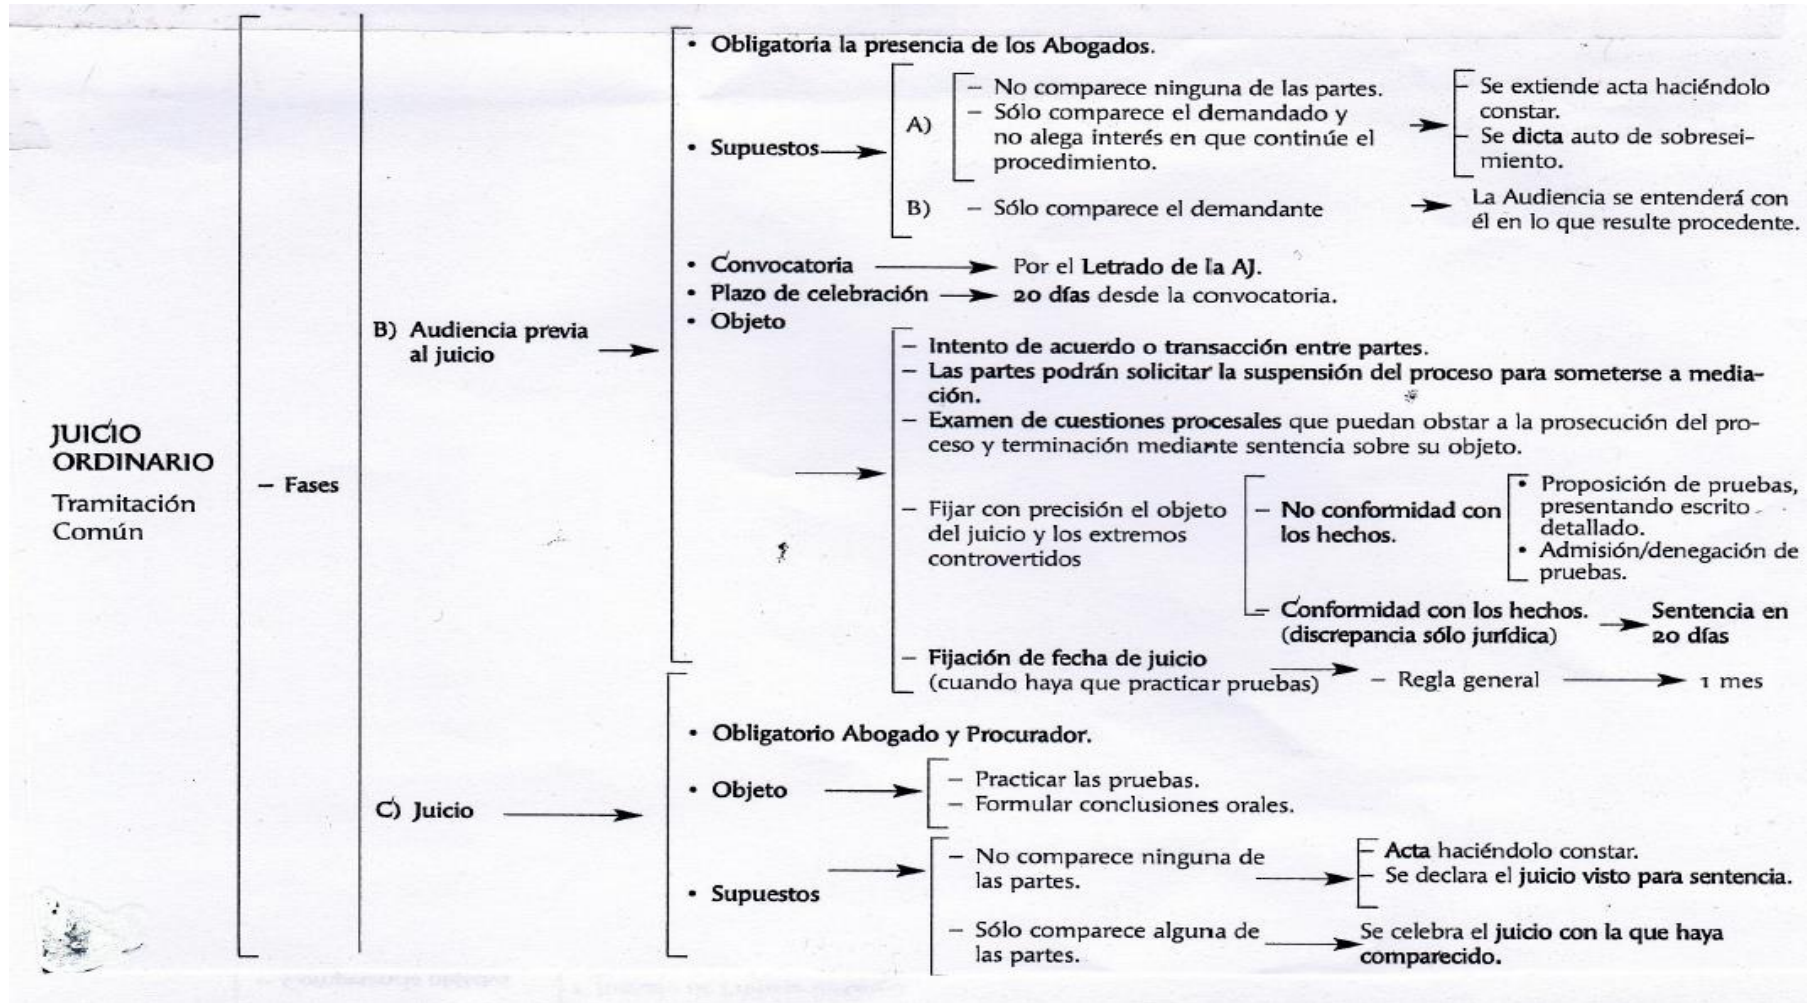 JUICIO
ORDINARIO
Tramitación
Común
– Fases
B) Audiencia previa
al juicio
• Obligatoria la presencia de los Abogados.
• Supuestos
A)
– No comparece ninguna de las partes.
– Sólo comparece el demandado y
no alega interés en que continúe el
procedimiento.
– Se extiende acta haciéndolo
constar.
– Se dicta auto de sobresei-
miento.
B)
– Sólo comparece el demandante
La Audiencia se entenderá con
él en lo que resulte procedente.
• Convocatoria
Por el Letrado de la AJ.
• Plazo de celebración
20 días desde la convocatoria.
• Objeto
– Intento de acuerdo o transacción entre partes.
– Las partes podrán solicitar la suspensión del proceso para someterse a media-
ción.
– Examen de cuestiones procesales que puedan obstar a la prosecución del pro-
ceso y terminación mediante sentencia sobre su objeto.
– Fijar con precisión el objeto
del juicio y los extremos
controvertidos
– No conformidad con
los hechos.
• Proposición de pruebas,
presentando escrito
detallado.
• Admisión/denegación de
pruebas.
– Conformidad con los hechos.
(discrepancia sólo jurídica)
Sentencia en
20 días
– Fijación de fecha de juicio
(cuando haya que practicar pruebas)
– Regla general
1 mes
C) Juicio
• Obligatorio Abogado y Procurador.
• Objeto
– Practicar las pruebas.
– Formular conclusiones orales.
• Supuestos
– No comparece ninguna de
las partes.
– Acta haciéndolo constar.
– Se declara el juicio visto para sentencia.
– Sólo comparece alguna de
las partes.
Se celebra el juicio con la que haya
comparecido.